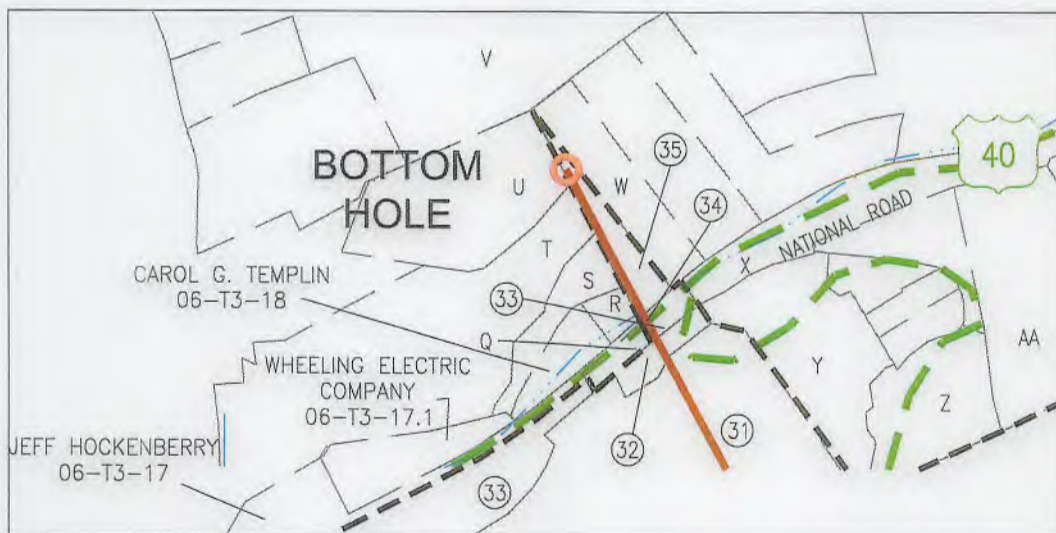 V
BOTTOM
HOLE
U
W
35
40
34
NATIONAL ROAD
X
T
CAROL G. TEMPLIN
06-T3-18
S
33
R
Q
WHEELING ELECTRIC
COMPANY
06-T3-17.1
Y
AA
Z
JEFF HOCKENBERRY
06-T3-17
32
31
33